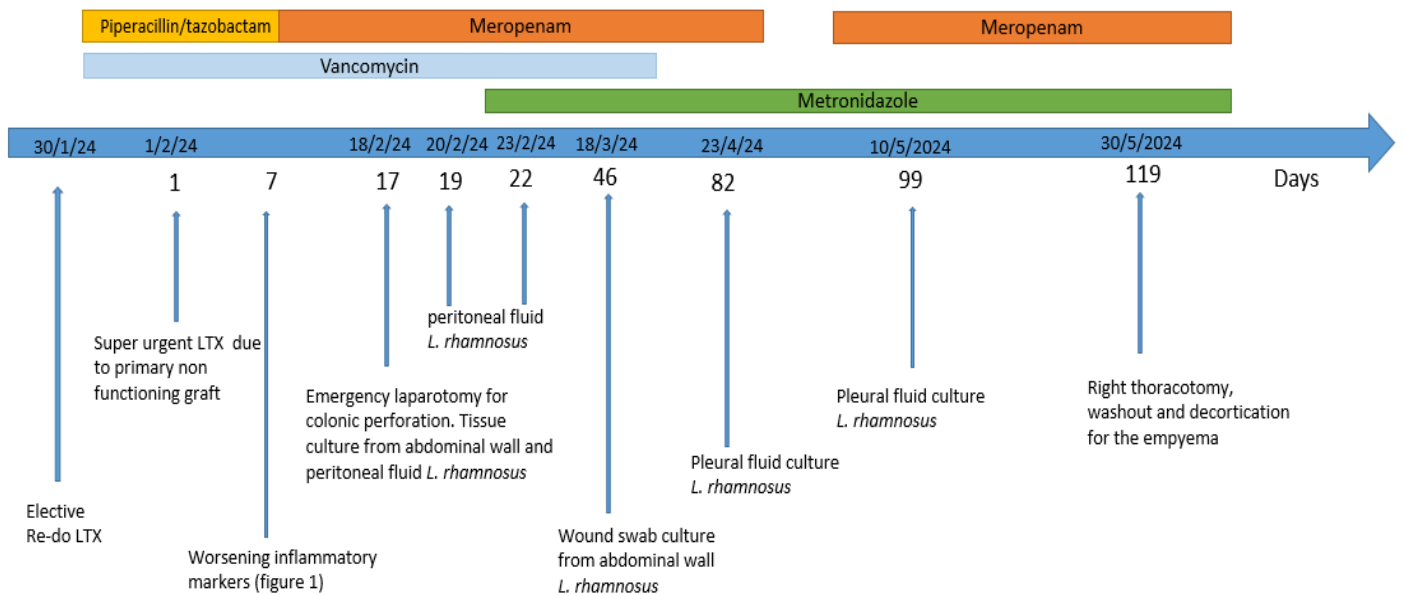 Piperacillin/tazobactam
Meropenam
Meropenam
Vancomycin
Metronidazole
30/1/24
1/2/24
18/2/24
20/2/24
23/2/24
18/3/24
23/4/24
10/5/2024
30/5/2024
1
7
17
19
22
46
82
99
119
Days
peritoneal fluid
L. rhamnosus
Super urgent LTX due
to primary non
functioning graft
Emergency laparotomy for
colonic perforation. Tissue
culture from abdominal wall and
peritoneal fluid L. rhamnosus
Pleural fluid culture
L. rhamnosus
Right thoracotomy,
washout and decortication
for the empyema
Pleural fluid culture
L. rhamnosus
Elective
Re-do LTX
Worsening inflammatory
markers (figure 1)
Wound swab culture
from abdominal wall
L. rhamnosus